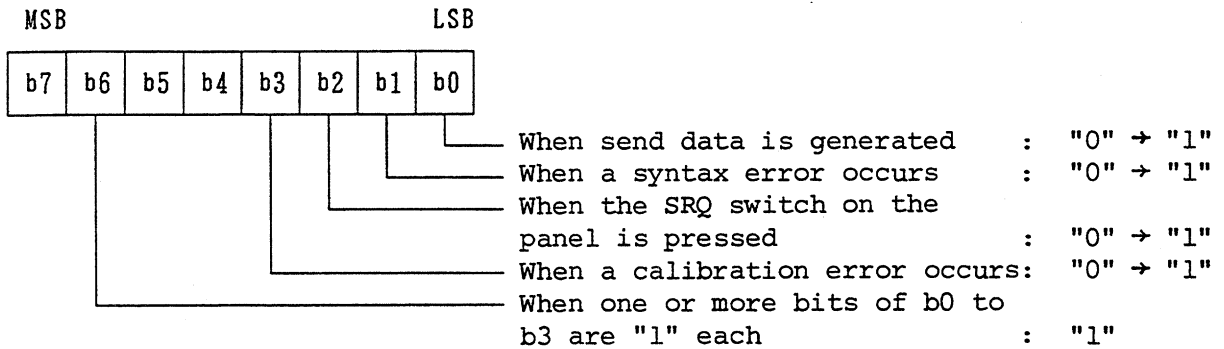 MSB LSB
b7 b6 b5 b4 b3 b2 b1 b0
When send data is generated : "0" → "1"
When a syntax error occurs : "0" → "1"
When the SRQ switch on the
panel is pressed : "0" → "1"
When a calibration error occurs: "0" → "1"
When one or more bits of b0 to
b3 are "1" each : "1"